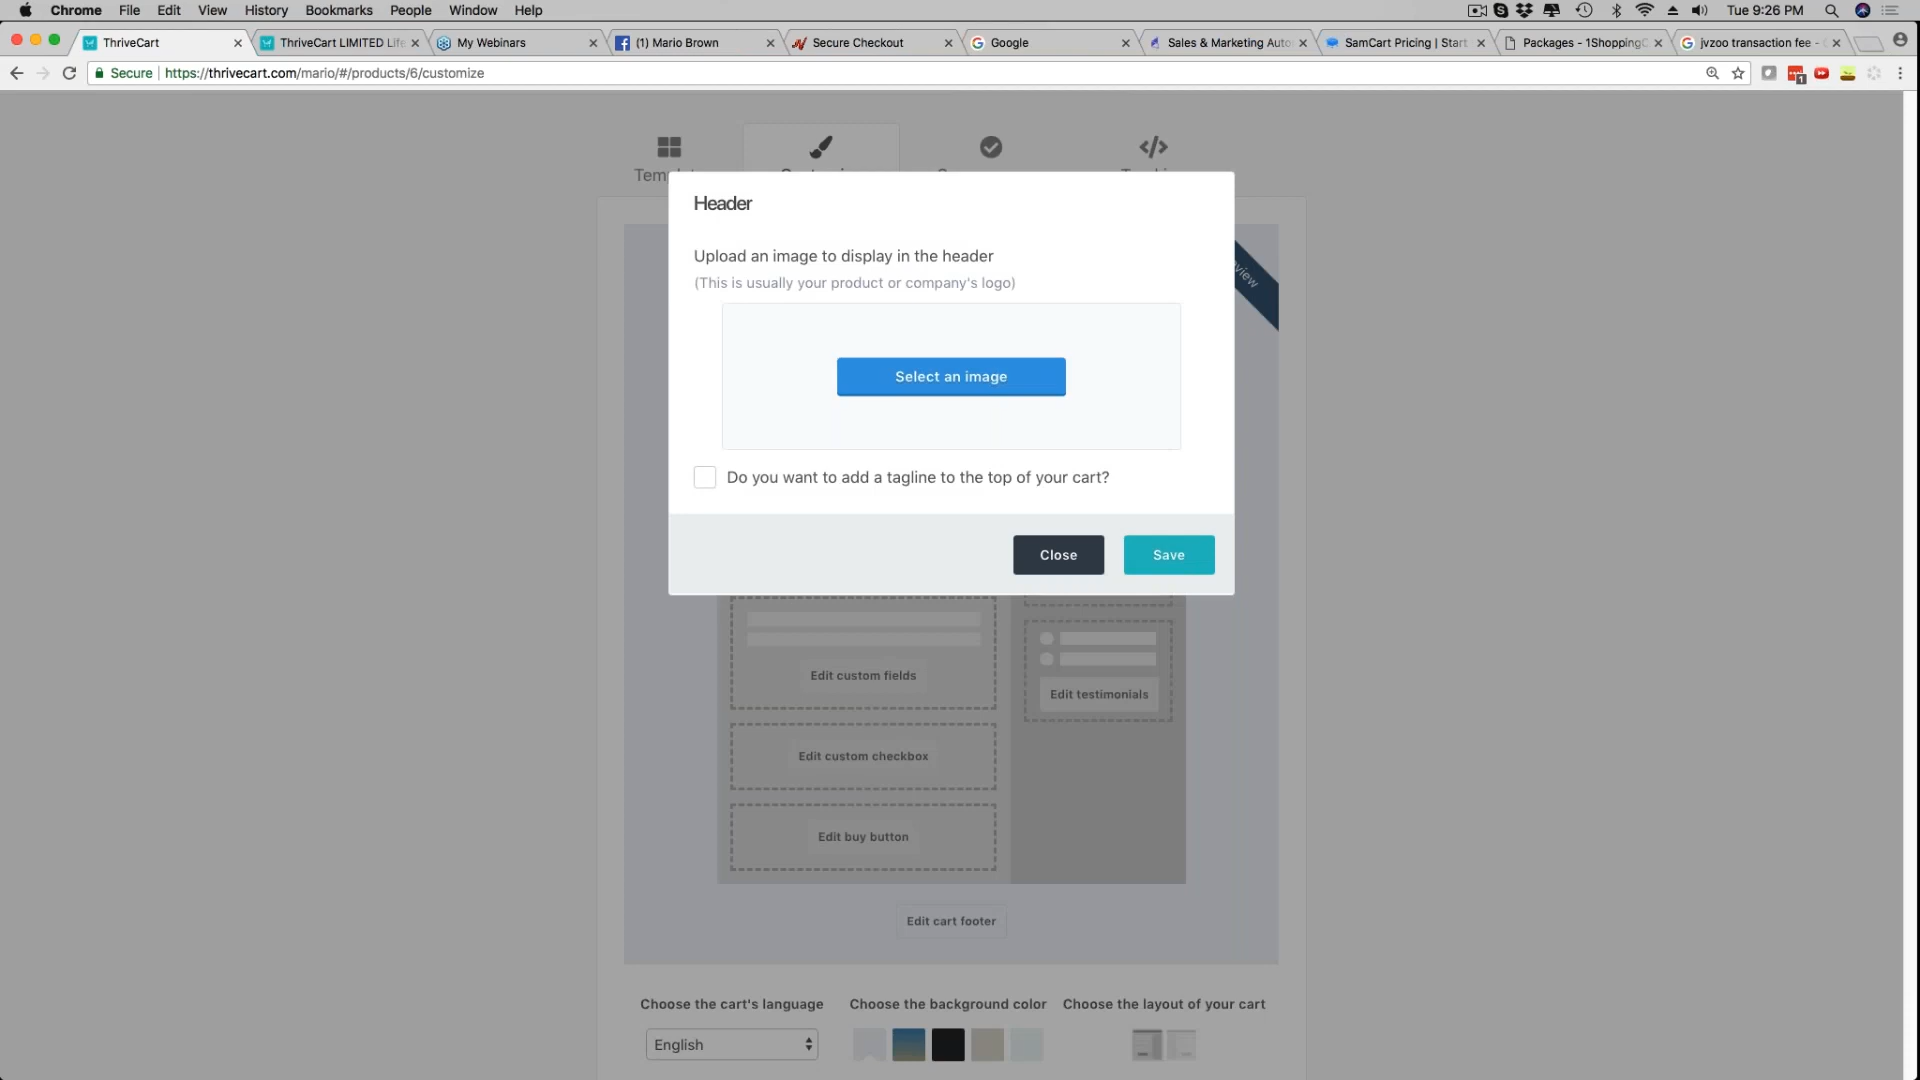 Chrome File Edit View History Bookmarks People Window Help Tue 9:26 PM
ThriveCart ThriveCart LIMITED Life My Webinars (1) Mario Brown Secure Checkout Google Sales & Marketing Auto SamCart Pricing | Start Packages - 1ShoppingC jvzoo transaction fee -
Secure https://thrivecart.com/mario/#/products/6/customize
Header
Upload an image to display in the header
(This is usually your product or company's logo)
Select an image
Do you want to add a tagline to the top of your cart?
Close Save
Edit custom fields
Edit testimonials
Edit custom checkbox
Edit buy button
Edit cart footer
Choose the cart's language Choose the background color Choose the layout of your cart
English